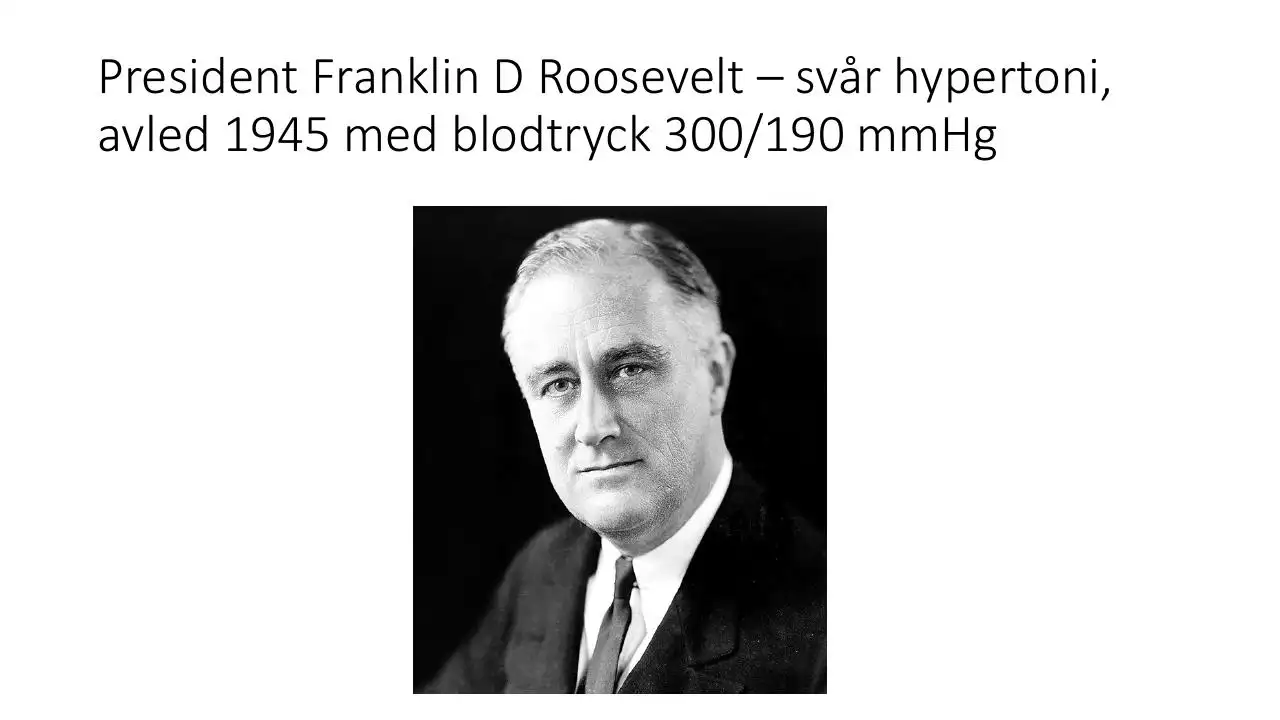 President Franklin D Roosevelt – svår hypertoni,
avled 1945 med blodtryck 300/190 mmHg